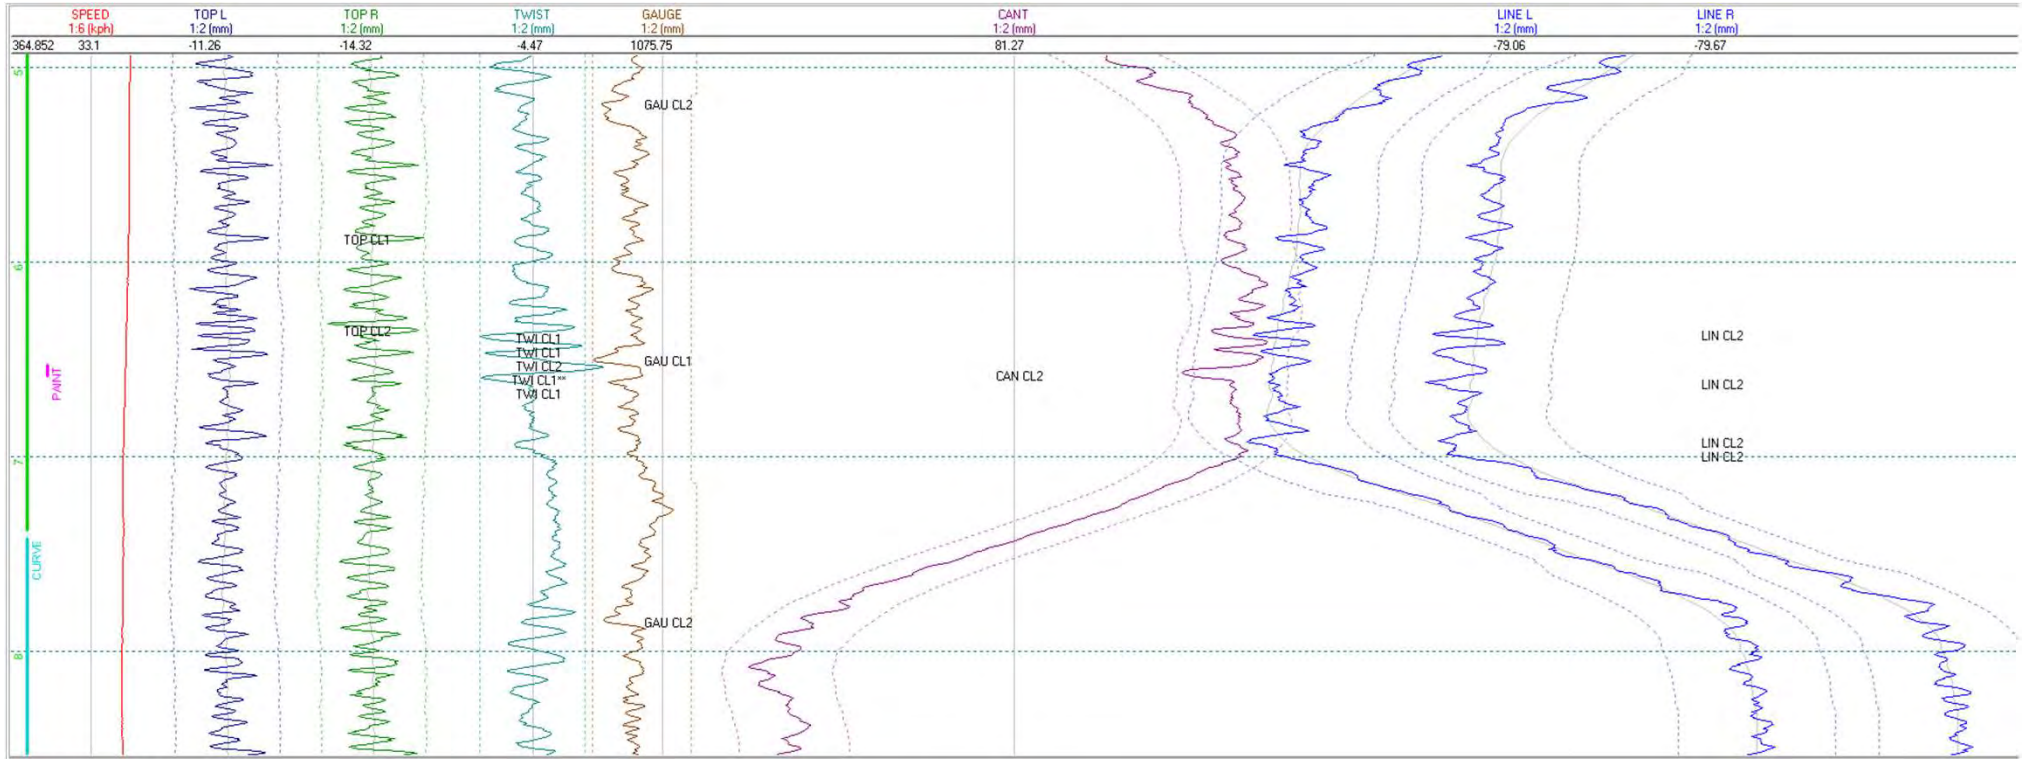 SPEED TOP L TOP R TWIST GAUGE CANT LINE L LINE R
1:6 (kph) 1:2 (mm) 1:2 (mm) 1:2 (mm) 1:2 (mm) 1:2 (mm) 1:2 (mm) 1:2 (mm)
364.852 33.1 -11.26 -14.32 -4.47 1075.75 81.27 -79.06 -79.67
5
GAU CL2
TOP CL1
6
TOP CL2
TWI CL1
LIN CL2
TWI CL1
GAU CL1
TWI CL2
PAINT
CAN CL2
TWI CL1**
LIN CL2
TWI CL1
LIN CL2
7
LIN CL2
CURVE
GAU CL2
8